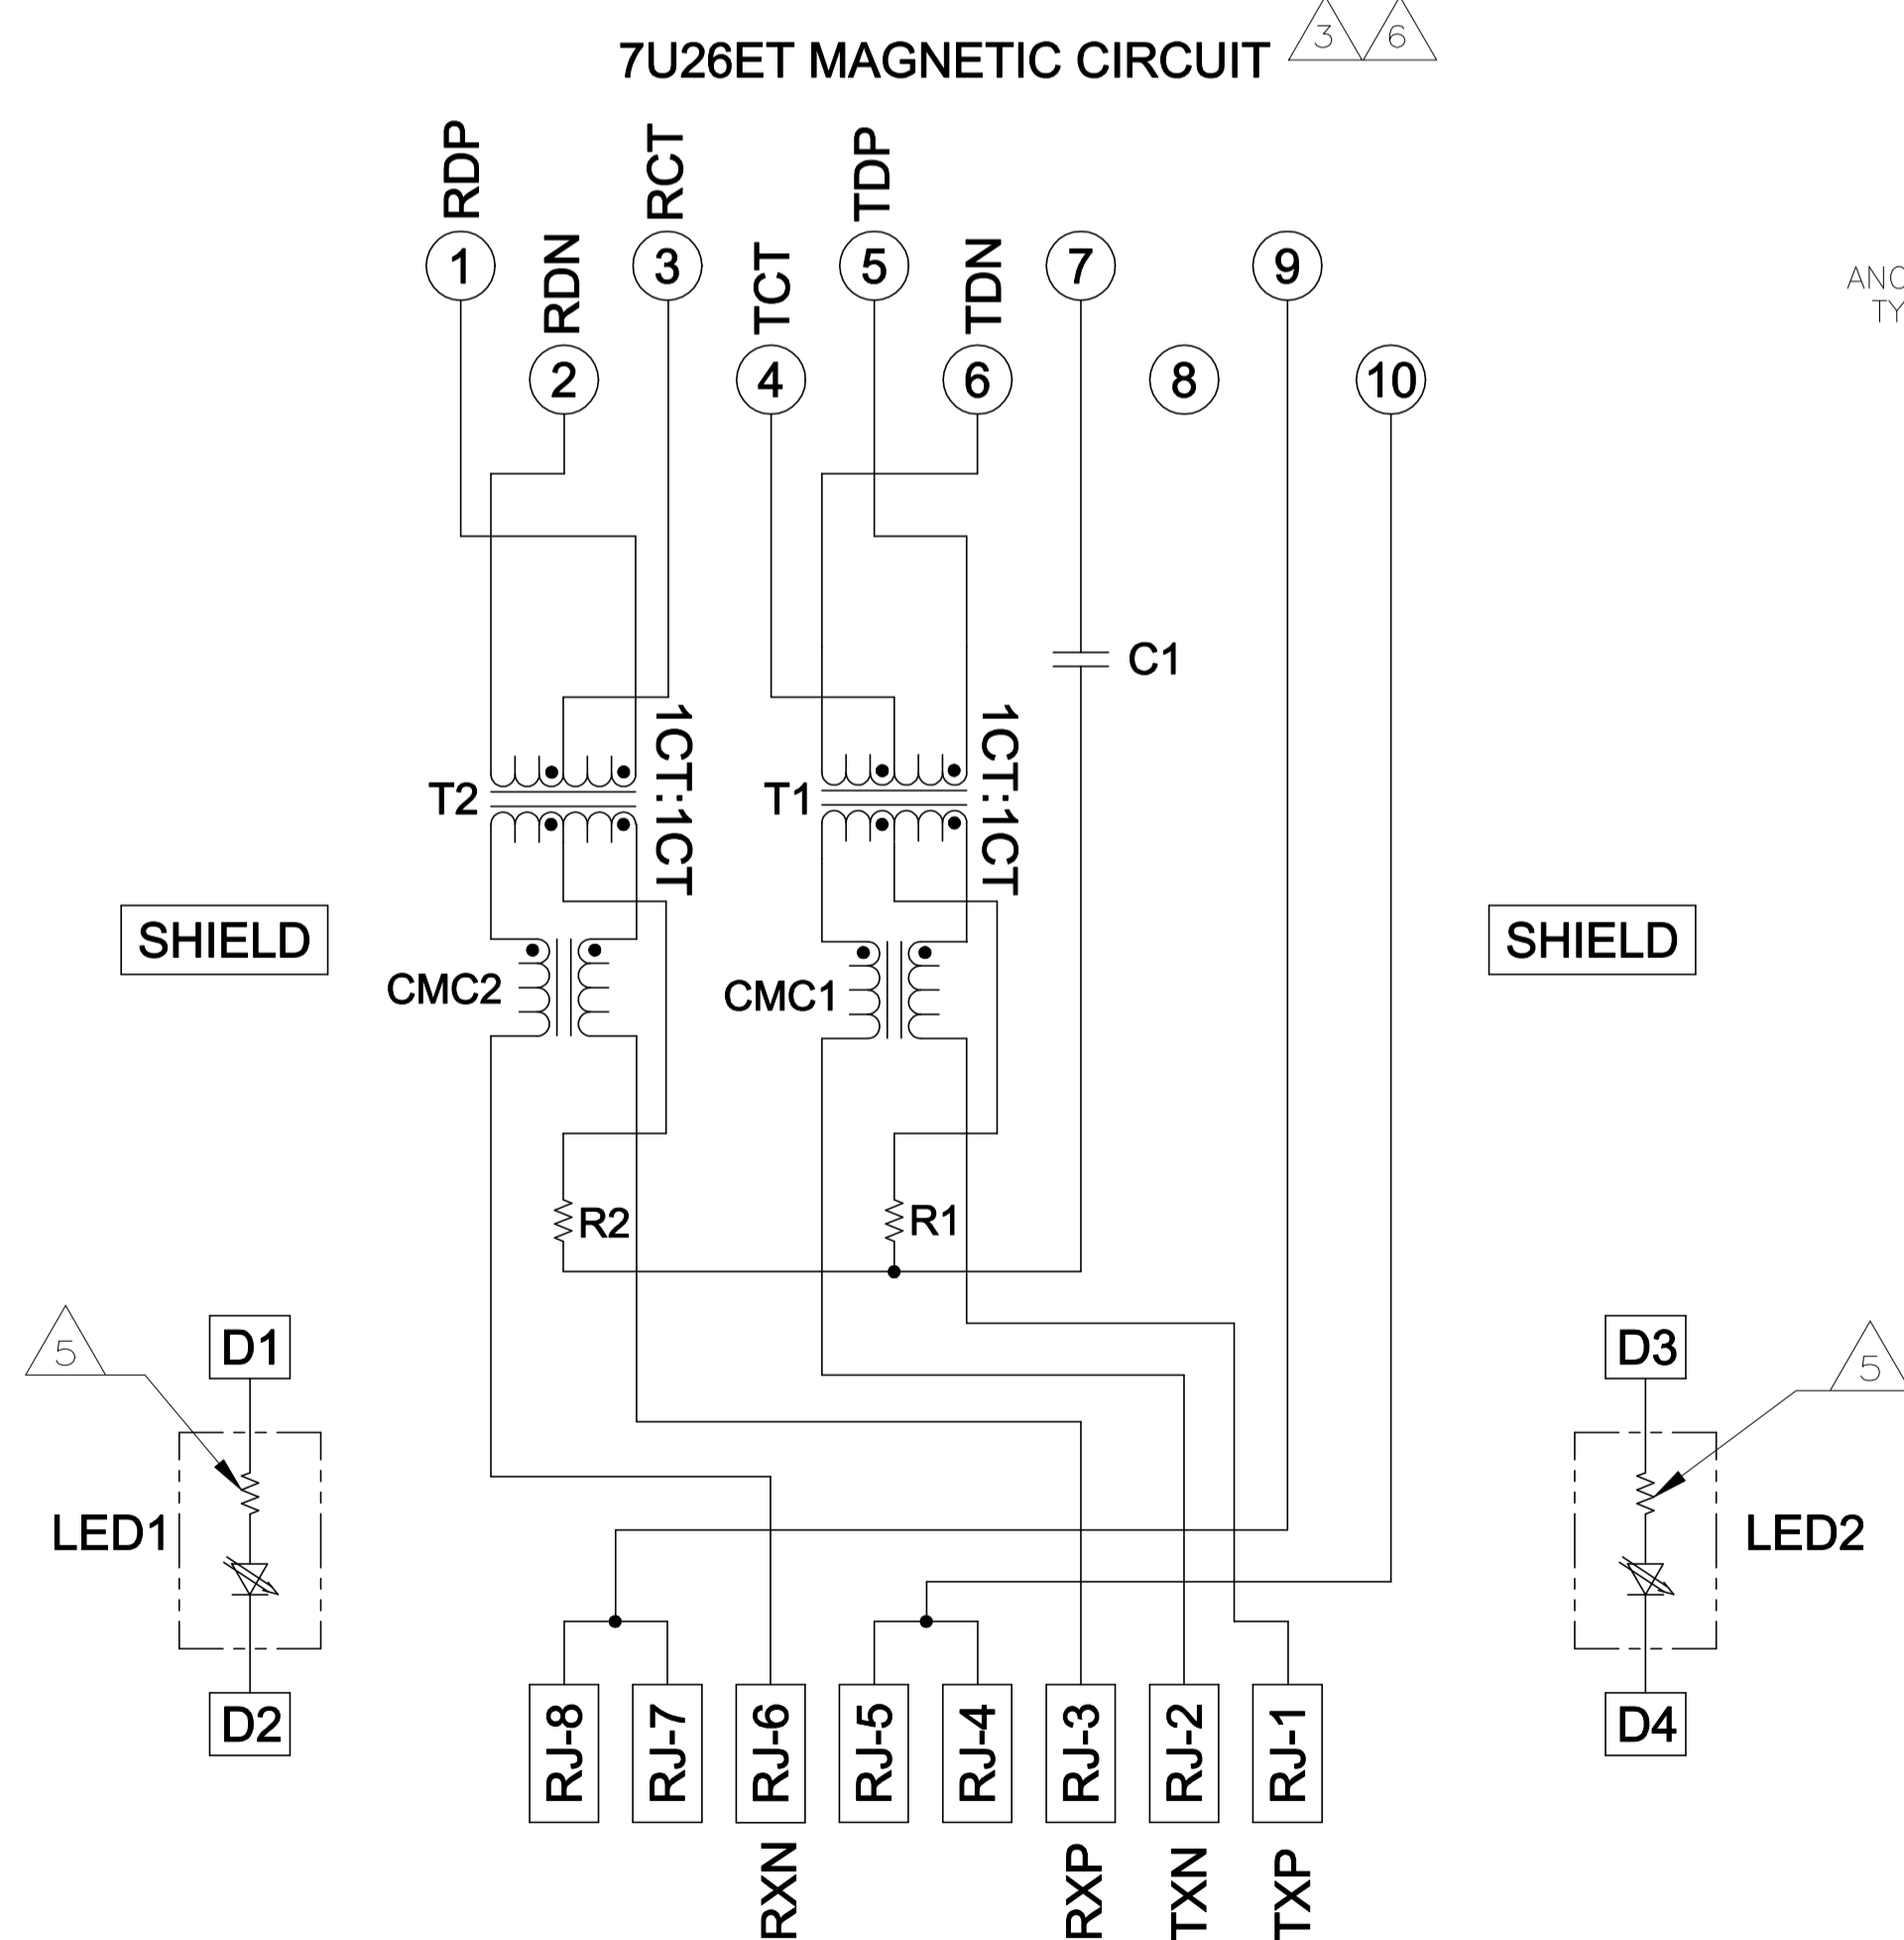 7U26ET MAGNETIC CIRCUIT
3
6
RDP
RCT
TDP
RDN
TCT
TDN
1
3
5
7
9
2
4
6
8
10
C1
T2
1CT:1CT
T1
1CT:1CT
SHIELD
SHIELD
CMC2
CMC1
R2
R1
5
D1
D3
5
LED1
LED2
D2
D4
RJ-8
RJ-7
RJ-6
RJ-5
RJ-4
RJ-3
RJ-2
RJ-1
RXN
RXP
TXN
TXP